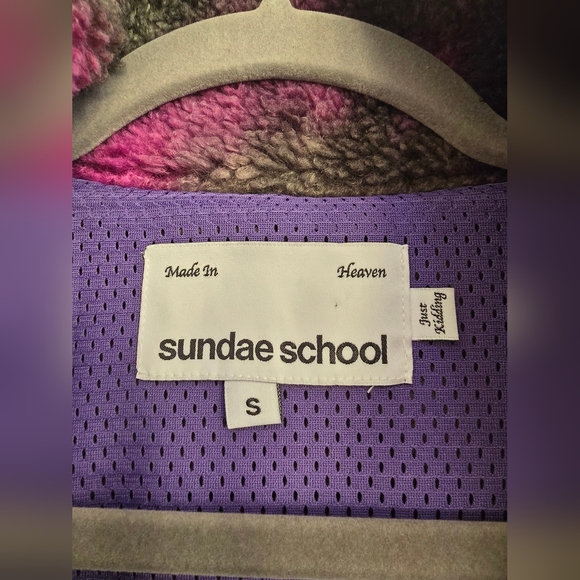 Made In Heaven
Just
Kidding
sundae school
S